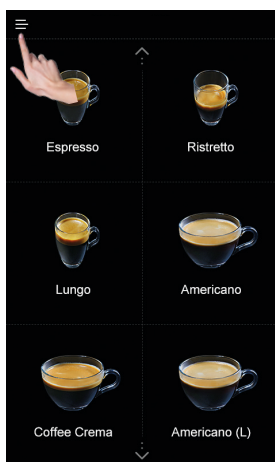 Espresso
Ristretto
Lungo
Americano
Coffee Crema
Americano (L)